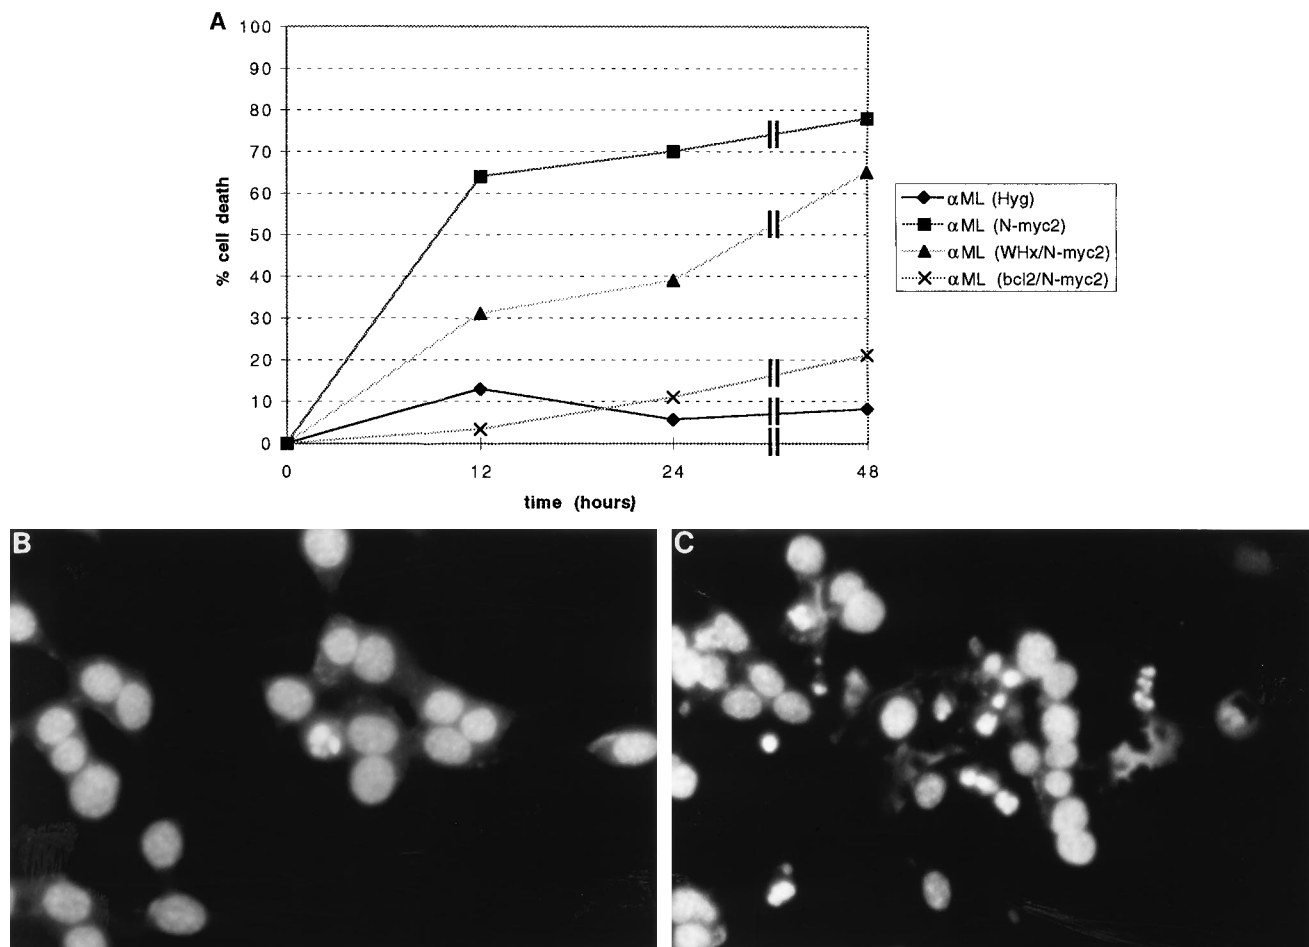 A
100
90
80
70
60
50
40
30
20
10
0
% cell death
0 12 24 48
time (hours)
αML (Hyg)
αML (N-myc2)
αML (WHx/N-myc2)
αML (bcl2/N-myc2)
B
C